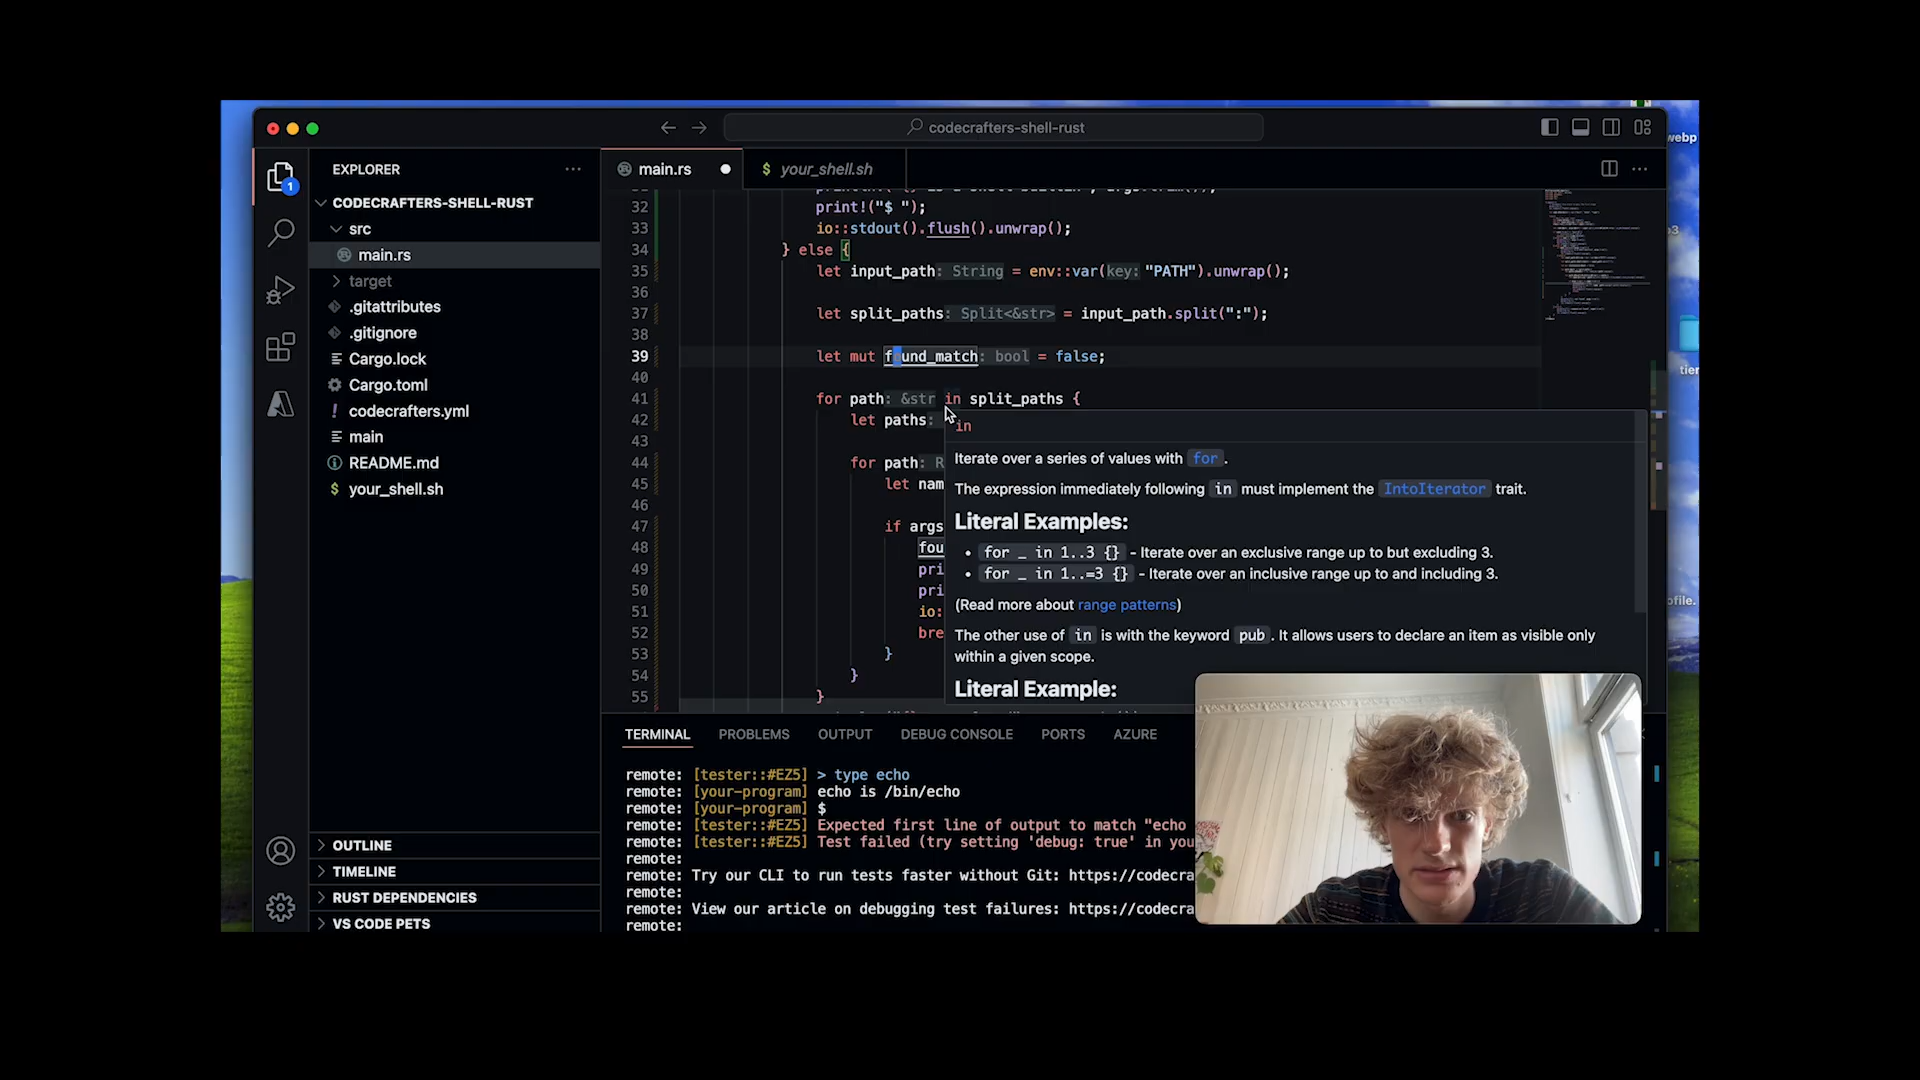 codecrafters-shell-rust
webp
EXPLORER
main.rs
$ your_shell.sh
CODECRAFTERS-SHELL-RUST
src
main.rs
target
.gitattributes
.gitignore
Cargo.lock
Cargo.toml
! codecrafters.yml
main
README.md
$ your_shell.sh
OUTLINE
TIMELINE
RUST DEPENDENCIES
VS CODE PETS
1
32 print!("$ ");
33 io::stdout().flush().unwrap();
34 } else {
35 let input_path: String = env::var(key: "PATH").unwrap();
36
37 let split_paths: Split<&str> = input_path.split(":");
38
39 let mut found_match: bool = false;
40
41 for path: &str in split_paths {
42 let paths:
43
44 for path: R
45 let nam
46
47 if args
48 fou
49 pri
50 pri
51 io:
52 bre
53 }
54 }
55 }
in
Iterate over a series of values with for.
The expression immediately following in must implement the IntoIterator trait.
Literal Examples:
• for _ in 1..3 {} - Iterate over an exclusive range up to but excluding 3.
• for _ in 1..=3 {} - Iterate over an inclusive range up to and including 3.
(Read more about range patterns)
The other use of in is with the keyword pub. It allows users to declare an item as visible only
within a given scope.
Literal Example:
TERMINAL PROBLEMS OUTPUT DEBUG CONSOLE PORTS AZURE
remote: [tester::#EZ5] > type echo
remote: [your-program] echo is /bin/echo
remote: [your-program] $
remote: [tester::#EZ5] Expected first line of output to match "echo
remote: [tester::#EZ5] Test failed (try setting 'debug: true' in you
remote:
remote: Try our CLI to run tests faster without Git: https://codecra
remote:
remote: View our article on debugging test failures: https://codecra
remote:
tier
ofile.